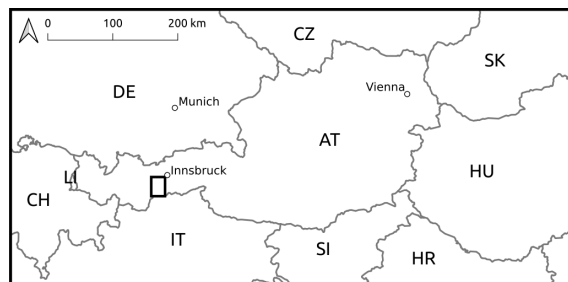 0 100 200 km
CZ
SK
DE
Munich
Vienna
AT
LI
Innsbruck
HU
CH
IT
SI
HR